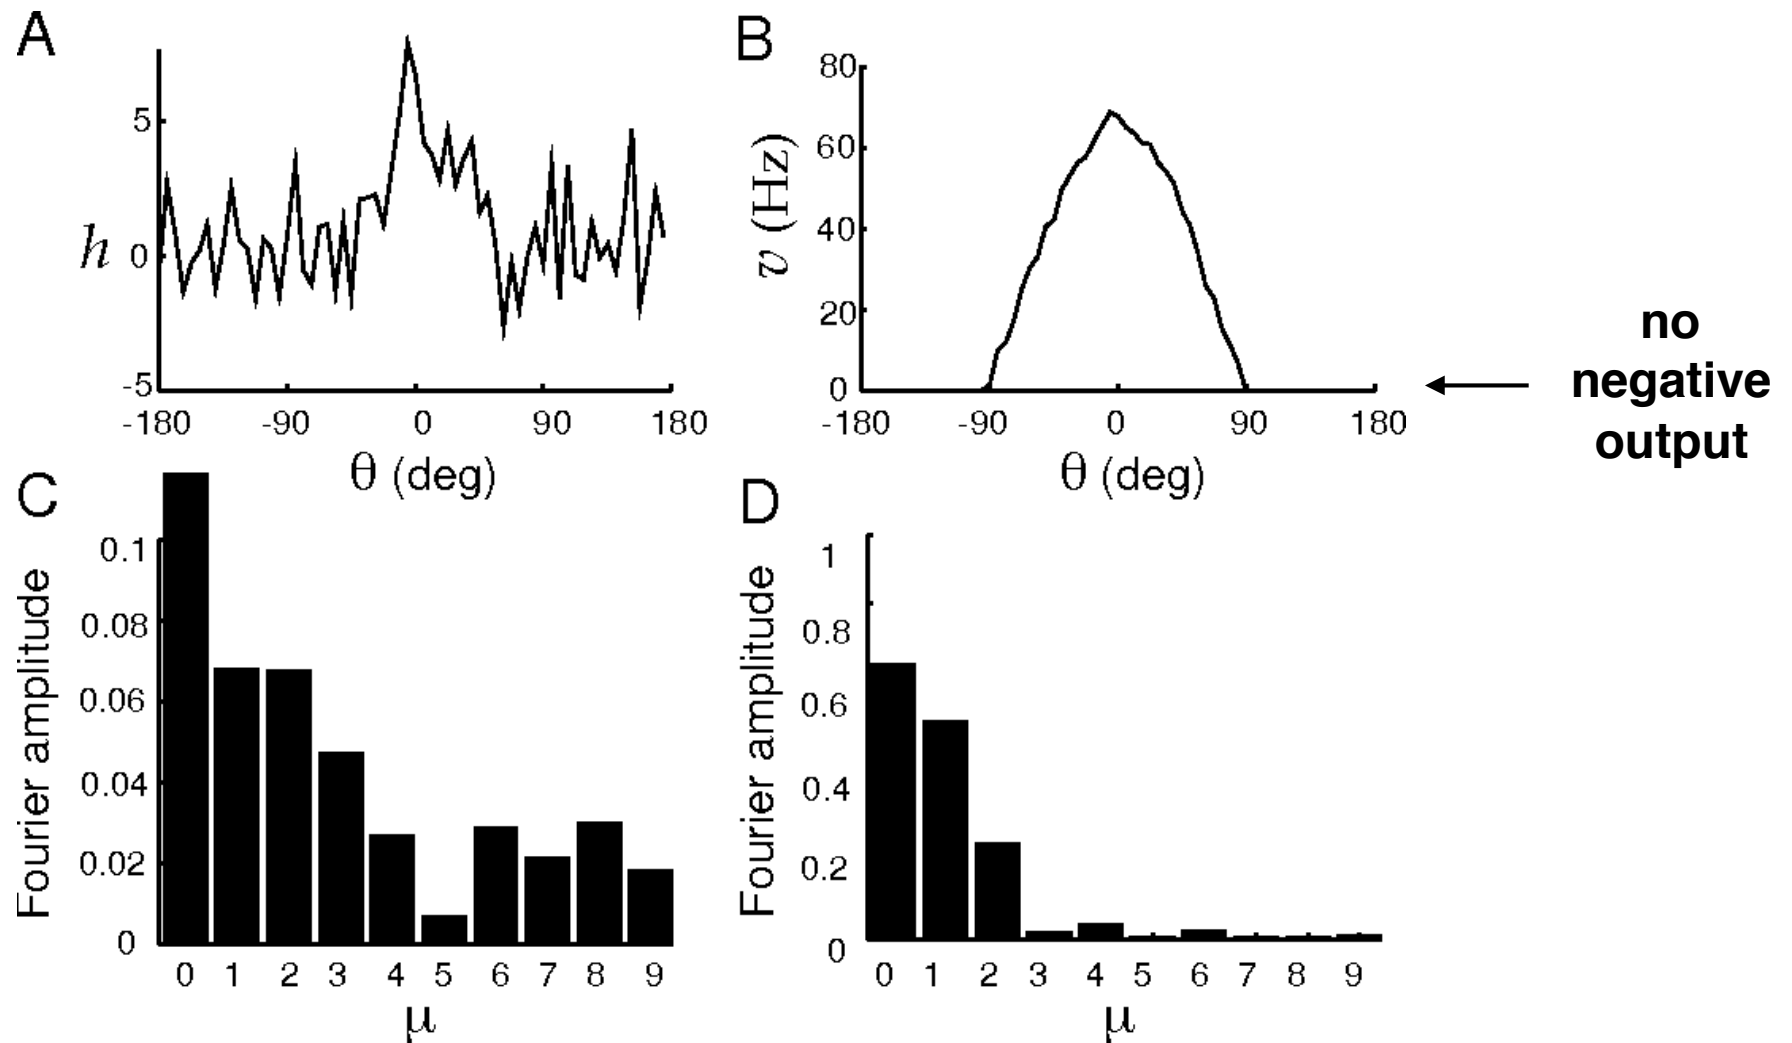 A
5
h
0
-5
-180 -90 0 90 180
θ (deg)
B
80
60
v (Hz)
40
20
0
-180 -90 0 90 180
θ (deg)
no
negative
output
C
0.1
0.08
0.06
0.04
0.02
0
Fourier amplitude
0 1 2 3 4 5 6 7 8 9
μ
D
1
0.8
0.6
0.4
0.2
0
Fourier amplitude
0 1 2 3 4 5 6 7 8 9
μ